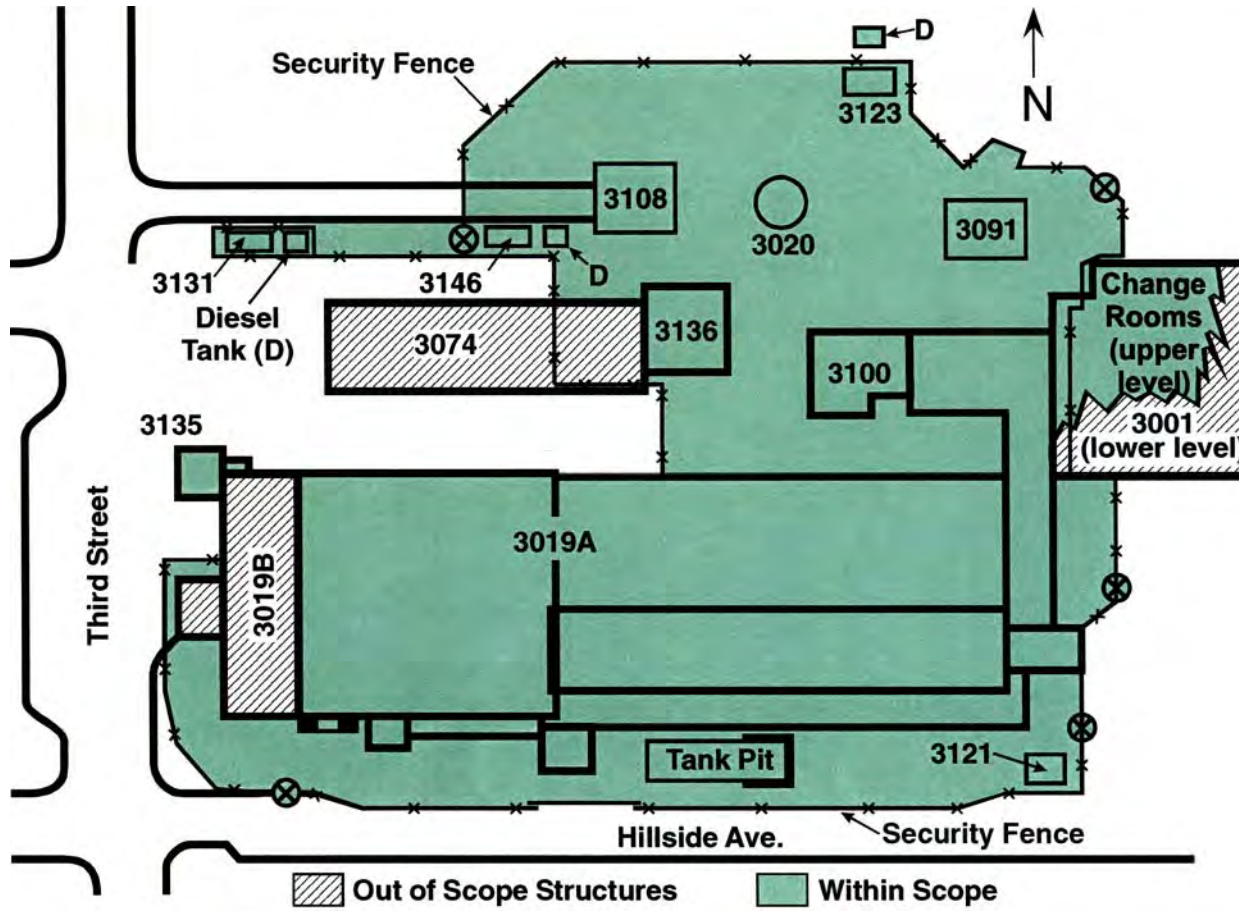 D
Security Fence
N
3123
3108
3020
3091
3131
3146
D
Diesel
Tank (D)
3074
3136
3100
Change
Rooms
(upper
level)
3001
(lower level)
3135
3019A
3019B
Third Street
Tank Pit
3121
Hillside Ave.
Security Fence
Out of Scope Structures
Within Scope